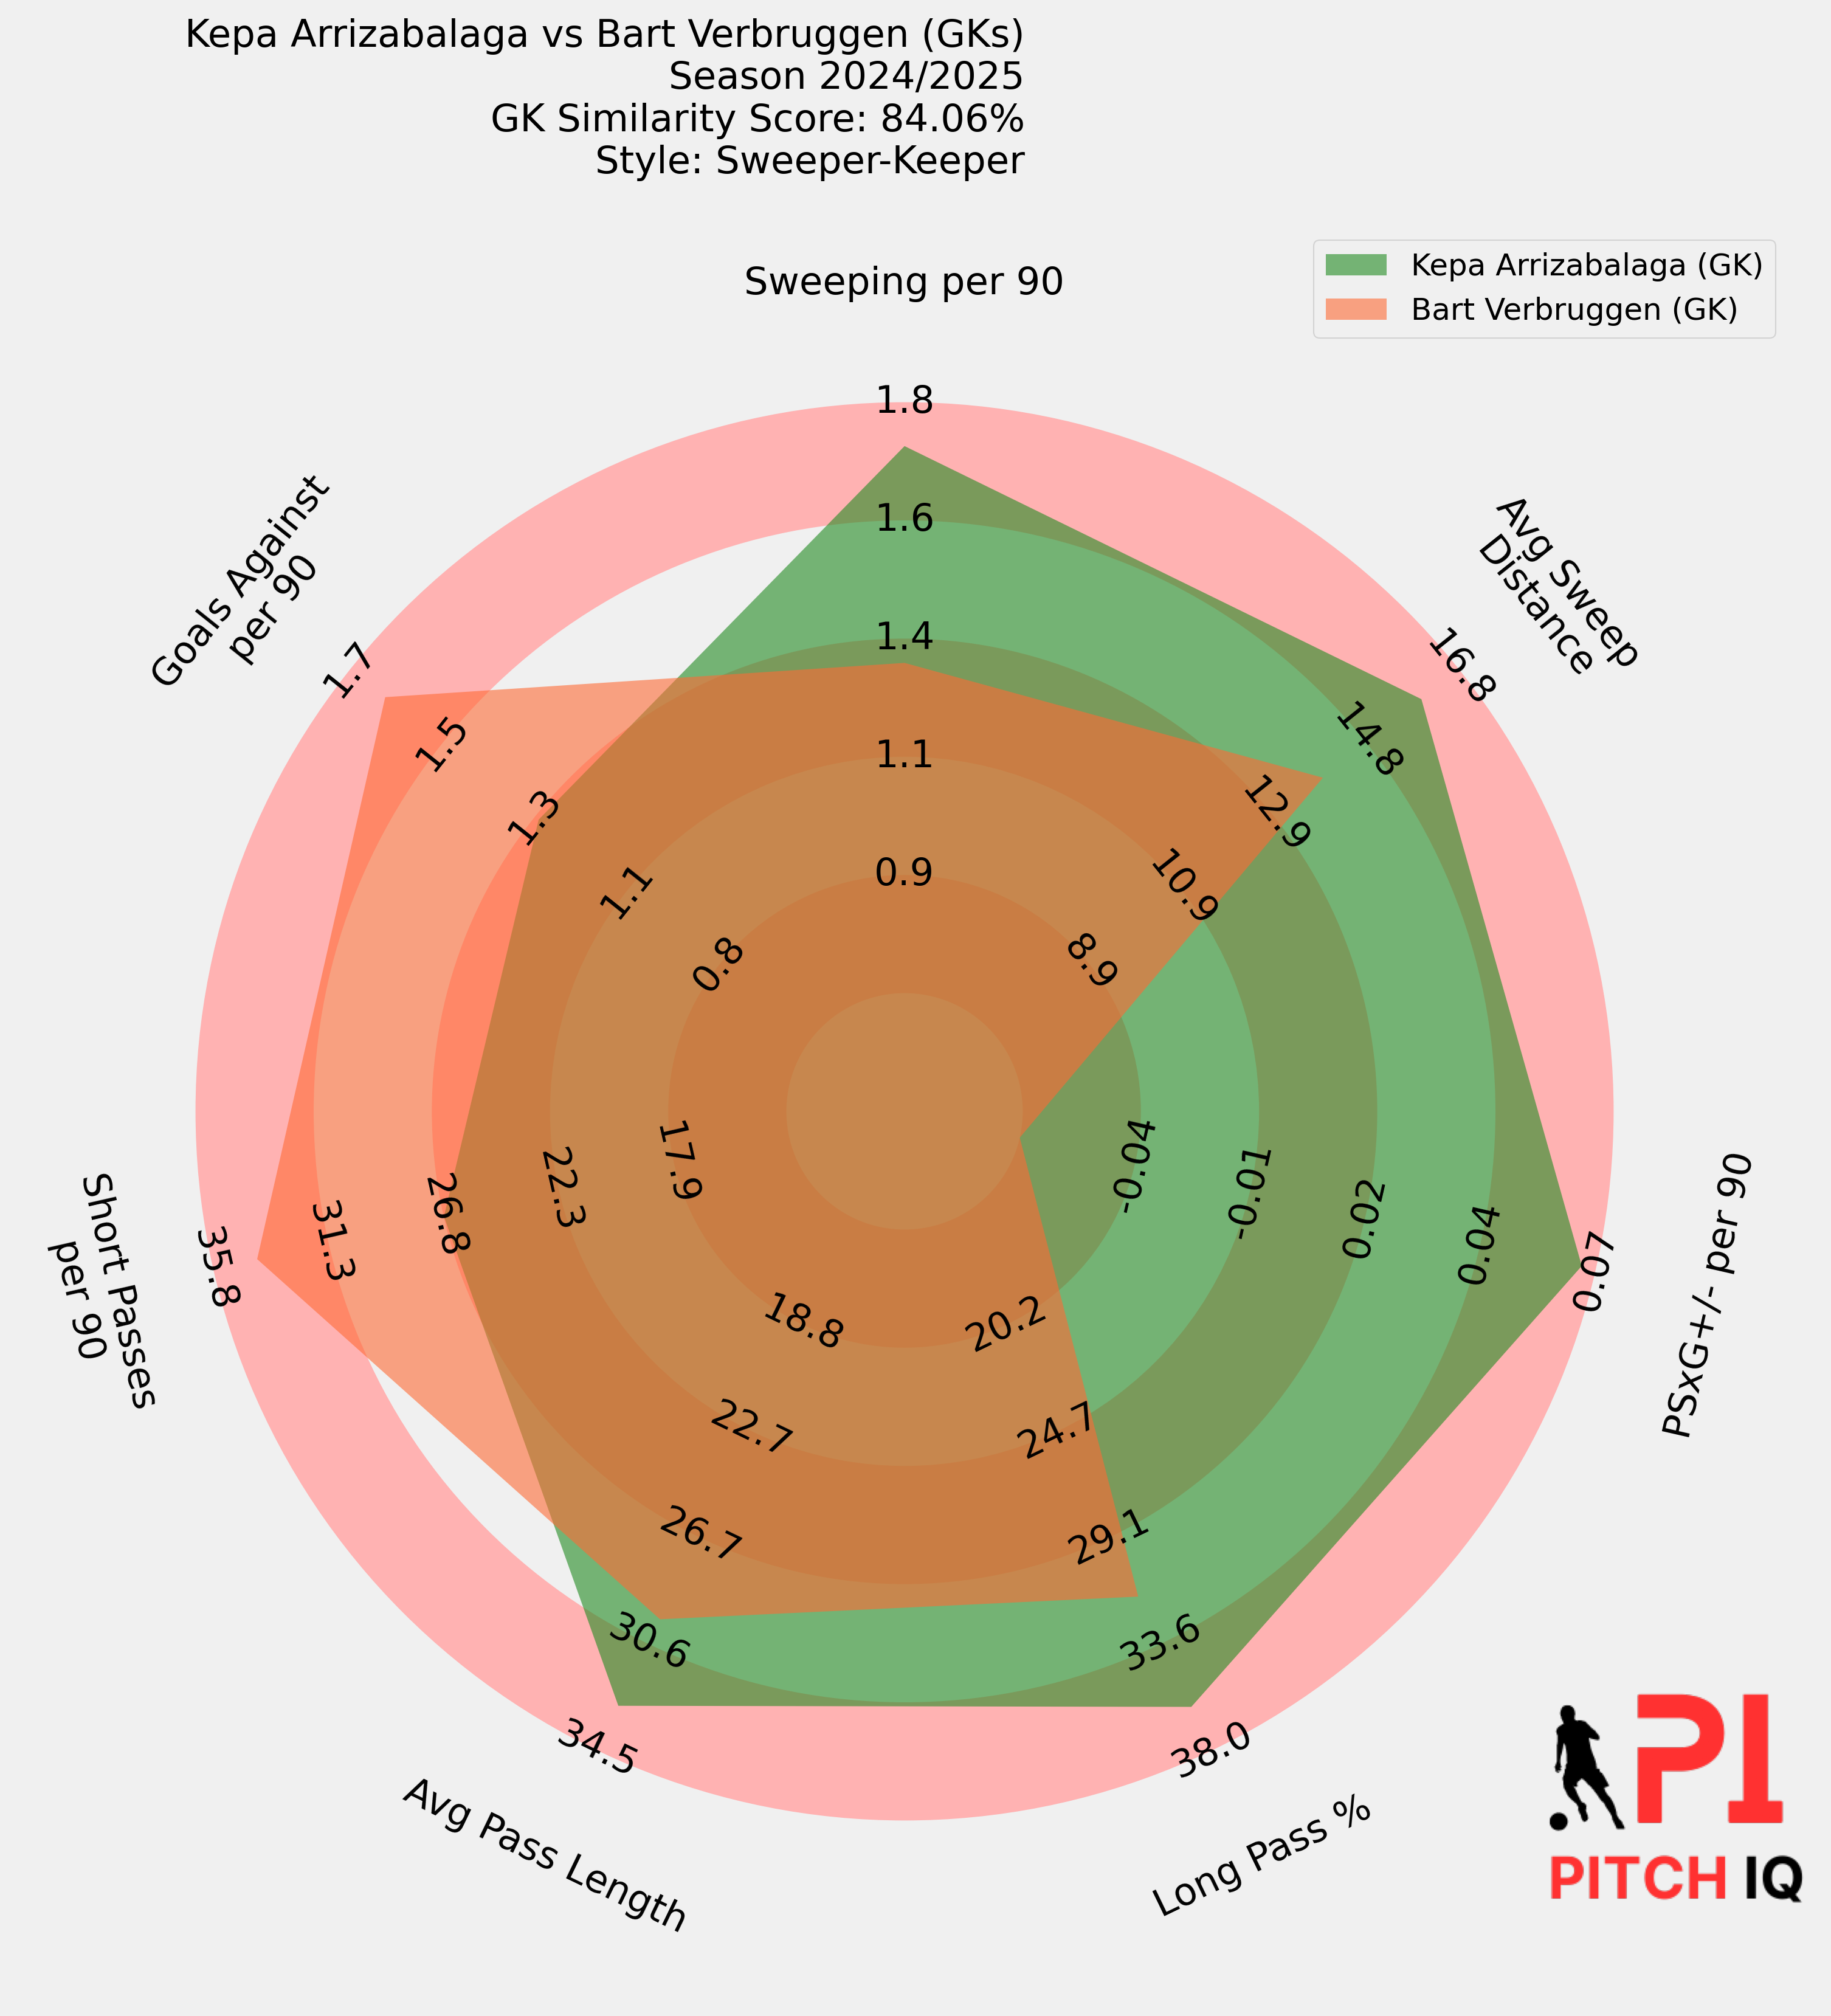 Kepa Arrizabalaga vs Bart Verbruggen (GKs)
Season 2024/2025
GK Similarity Score: 84.06%
Style: Sweeper-Keeper
Kepa Arrizabalaga (GK)
Bart Verbruggen (GK)
Sweeping per 90
1.8
1.6
1.4
1.1
0.9
Avg Sweep
Distance
16.8
14.8
12.9
10.9
8.9
PSxG+/- per 90
-0.04
-0.01
0.02
0.04
0.07
Long Pass %
20.2
24.7
29.1
33.6
38.0
Avg Pass Length
18.8
22.7
26.7
30.6
34.5
Short Passes
per 90
35.8
31.3
26.8
22.3
17.9
Goals Against
per 90
1.7
1.5
1.3
1.1
0.8
PI
PITCH IQ